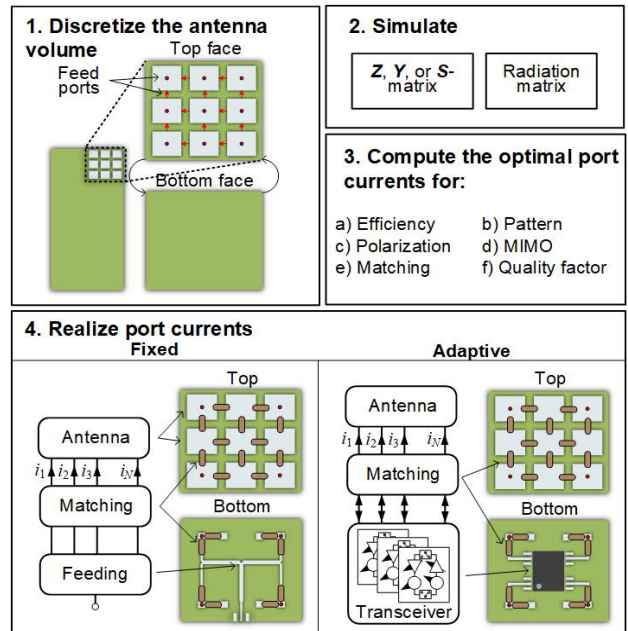 1. Discretize the antenna
volume
Top face
Feed
ports
Bottom face
2. Simulate
Z, Y, or S-
matrix
Radiation
matrix
3. Compute the optimal port
currents for:
a) Efficiency
b) Pattern
c) Polarization
d) MIMO
e) Matching
f) Quality factor
4. Realize port currents
Fixed
Top
Antenna
i1 i2 i3 iN
Matching
Bottom
Feeding
Adaptive
Top
Antenna
i1 i2 i3 iN
Matching
Bottom
Transceiver